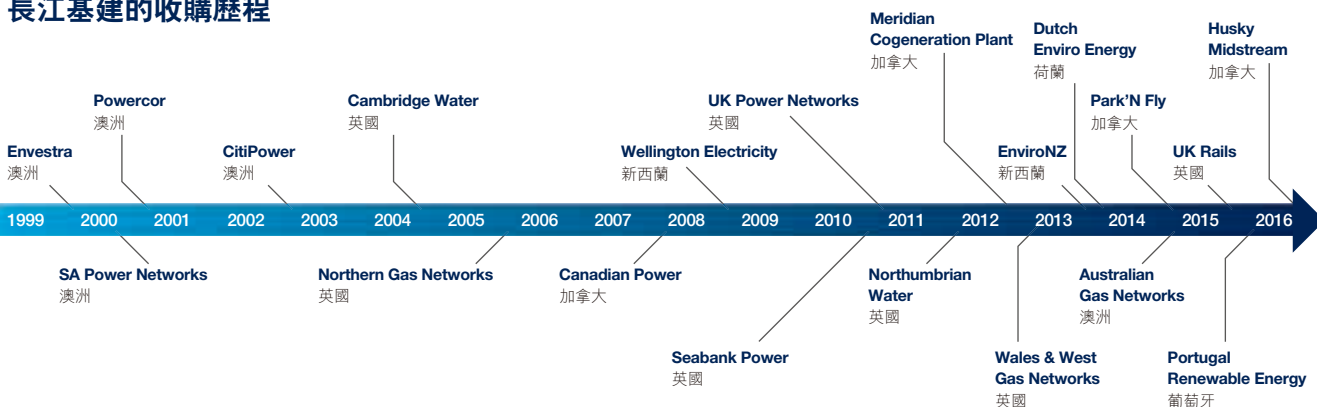 長江基建的收購歷程
Meridian
Cogeneration Plant
加拿大
Dutch
Enviro Energy
荷蘭
Husky
Midstream
加拿大
Powercor
澳洲
Cambridge Water
英國
UK Power Networks
英國
Park’N Fly
加拿大
Envestra
澳洲
CitiPower
澳洲
Wellington Electricity
新西蘭
EnviroNZ
新西蘭
UK Rails
英國
1999 2000 2001 2002 2003 2004 2005 2006 2007 2008 2009 2010 2011 2012 2013 2014 2015 2016
SA Power Networks
澳洲
Northern Gas Networks
英國
Canadian Power
加拿大
Northumbrian
Water
英國
Australian
Gas Networks
澳洲
Seabank Power
英國
Wales & West
Gas Networks
英國
Portugal
Renewable Energy
葡萄牙